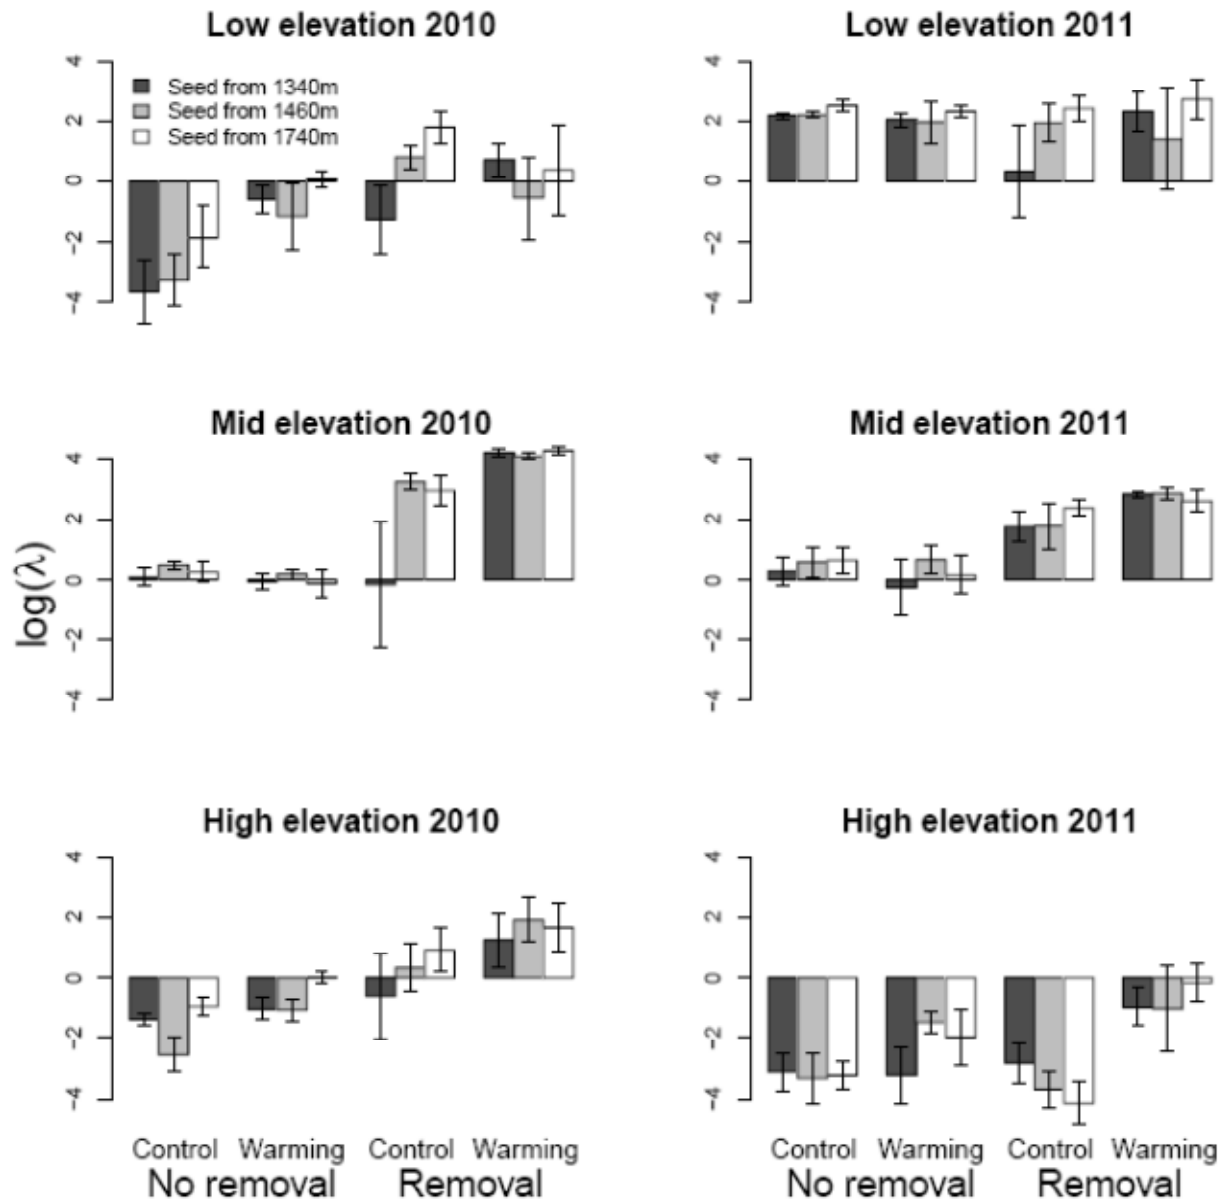 Low elevation 2010
4
2
0
-2
-4
Seed from 1340m
Seed from 1460m
Seed from 1740m
Low elevation 2011
4
2
0
-2
-4
log(λ)
Mid elevation 2010
4
2
0
-2
-4
Mid elevation 2011
4
2
0
-2
-4
High elevation 2010
4
2
0
-2
-4
High elevation 2011
4
2
0
-2
-4
Control Warming Control Warming
No removal Removal
Control Warming Control Warming
No removal Removal